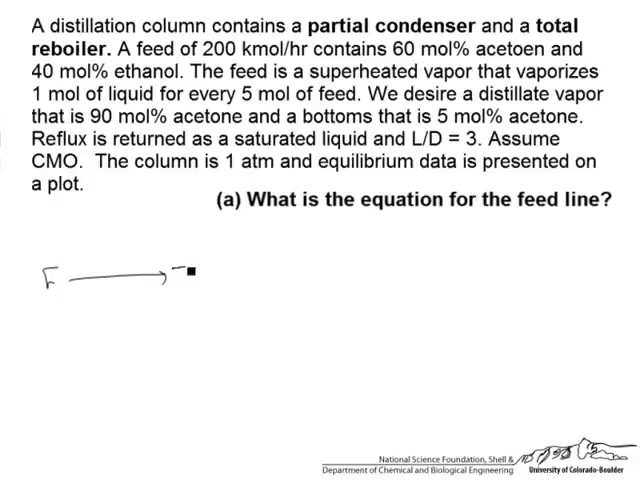 A distillation column contains a partial condenser and a total
reboiler. A feed of 200 kmol/hr contains 60 mol% acetoen and
40 mol% ethanol. The feed is a superheated vapor that vaporizes
1 mol of liquid for every 5 mol of feed. We desire a distillate vapor
that is 90 mol% acetone and a bottoms that is 5 mol% acetone.
Reflux is returned as a saturated liquid and L/D = 3. Assume
CMO. The column is 1 atm and equilibrium data is presented on
a plot.
(a) What is the equation for the feed line?
F
National Science Foundation, Shell &
Department of Chemical and Biological Engineering
University of Colorado-Boulder